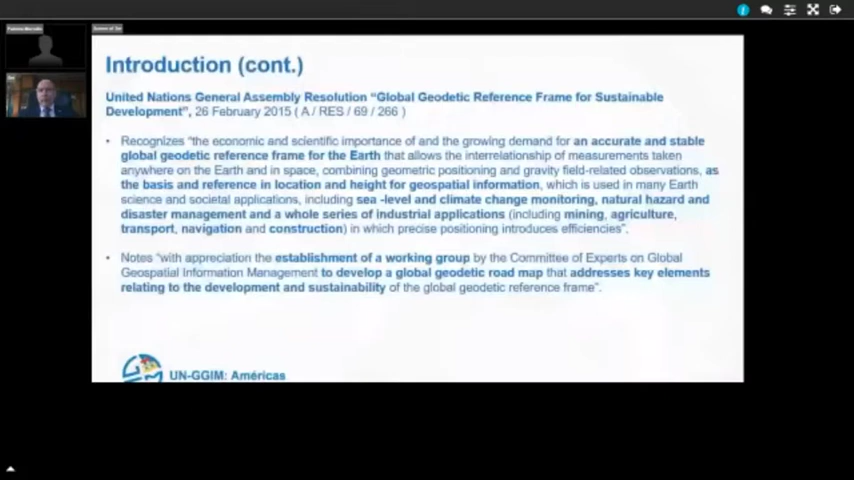 Introduction (cont.)
United Nations General Assembly Resolution "Global Geodetic Reference Frame for Sustainable
Development", 26 February 2015 ( A / RES / 69 / 266 )
• Recognizes "the economic and scientific importance of and the growing demand for an accurate and stable
global geodetic reference frame for the Earth that allows the interrelationship of measurements taken
anywhere on the Earth and in space, combining geometric positioning and gravity field-related observations, as
the basis and reference in location and height for geospatial information, which is used in many Earth
science and societal applications, including sea -level and climate change monitoring, natural hazard and
disaster management and a whole series of industrial applications (including mining, agriculture,
transport, navigation and construction) in which precise positioning introduces efficiencies".
• Notes "with appreciation the establishment of a working group by the Committee of Experts on Global
Geospatial Information Management to develop a global geodetic road map that addresses key elements
relating to the development and sustainability of the global geodetic reference frame".
UN-GGIM: Américas